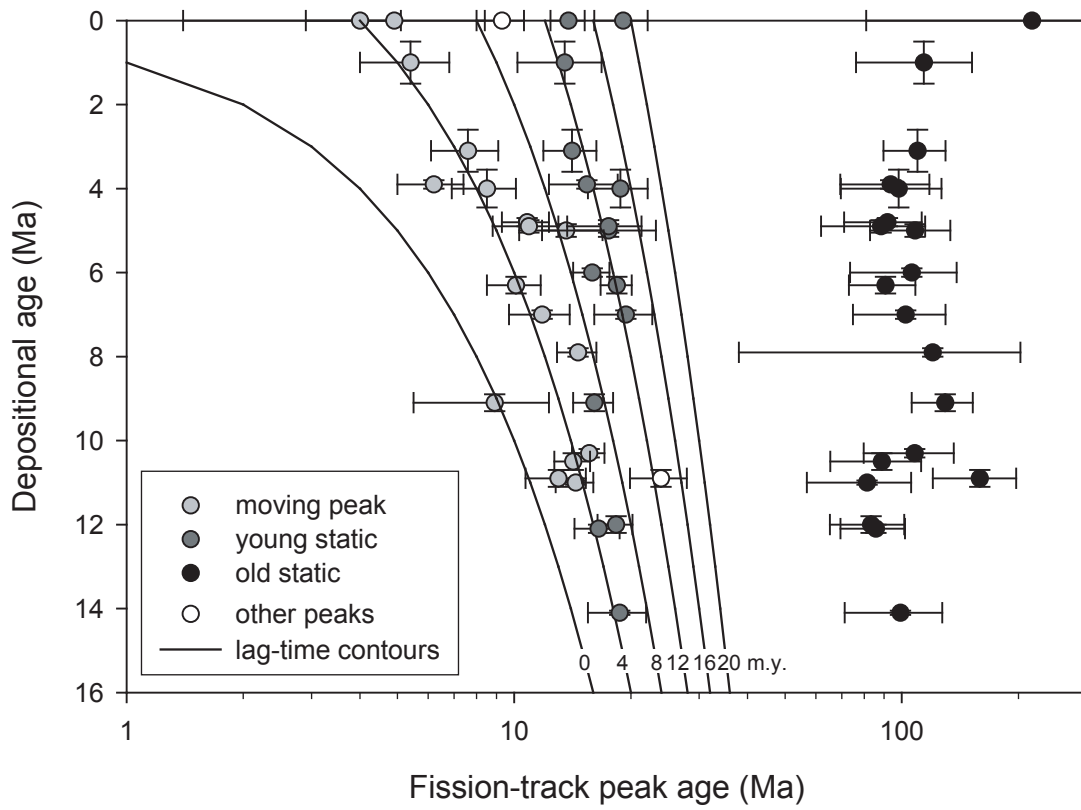 0
2
4
6
8
10
12
14
16
Depositional age (Ma)
moving peak
young static
old static
other peaks
lag-time contours
0 4 8 12 16 20 m.y.
1 10 100
Fission-track peak age (Ma)